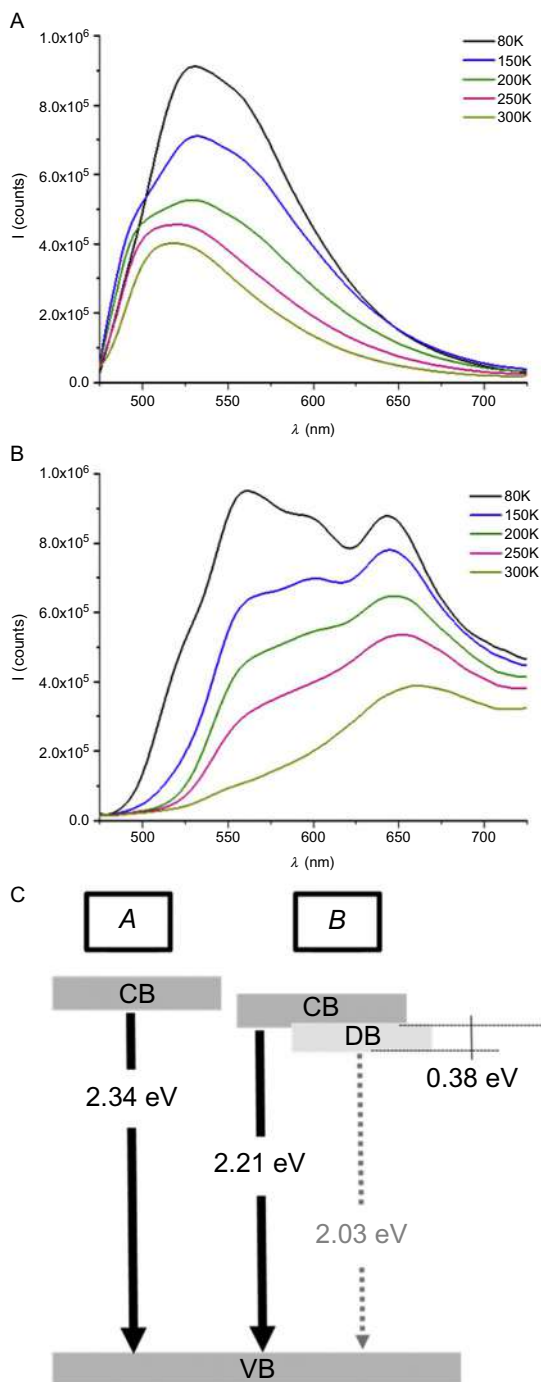 A
1.0x10⁶
8.0x10⁵
6.0x10⁵
4.0x10⁵
2.0x10⁵
0.0
I (counts)
80K
150K
200K
250K
300K
500 550 600 650 700
λ (nm)
B
1.0x10⁶
8.0x10⁵
6.0x10⁵
4.0x10⁵
2.0x10⁵
0.0
I (counts)
80K
150K
200K
250K
300K
500 550 600 650 700
λ (nm)
C
A B
CB CB
DB
0.38 eV
2.34 eV
2.21 eV
2.03 eV
VB